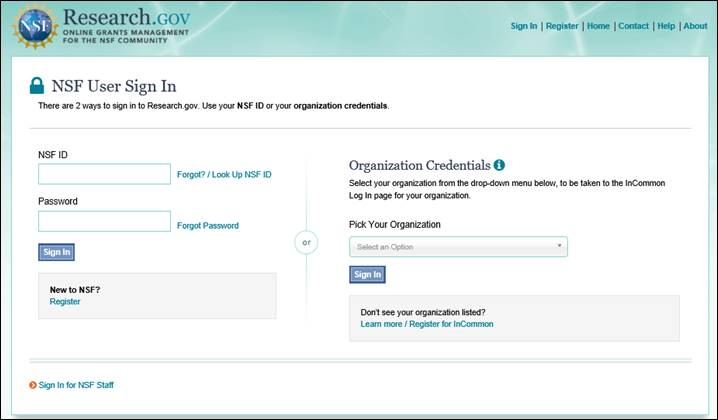 NSF
Research.gov
ONLINE GRANTS MANAGEMENT
FOR THE NSF COMMUNITY
Sign In | Register | Home | Contact | Help | About
NSF User Sign In
There are 2 ways to sign in to Research.gov. Use your NSF ID or your organization credentials.
NSF ID
Forgot? / Look Up NSF ID
Password
Forgot Password
Sign In
New to NSF?
Register
or
Organization Credentials
Select your organization from the drop-down menu below, to be taken to the InCommon
Log In page for your organization.
Pick Your Organization
Select an Option
Sign In
Don't see your organization listed?
Learn more / Register for InCommon
Sign In for NSF Staff